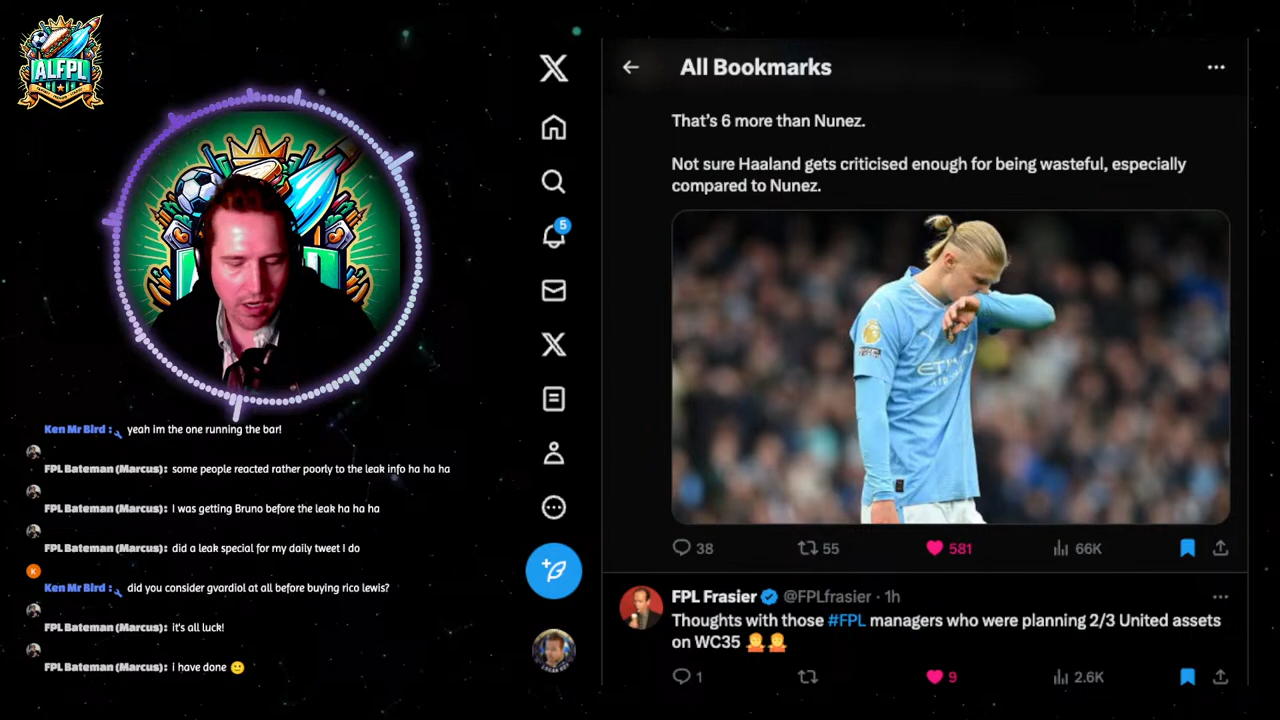 ALFPL
Ken Mr Bird : yeah im the one running the bar!
FPL Bateman (Marcus): some people reacted rather poorly to the leak info ha ha ha
FPL Bateman (Marcus): I was getting Bruno before the leak ha ha ha
FPL Bateman (Marcus): did a leak special for my daily tweet I do
K
Ken Mr Bird : did you consider gvardiol at all before buying rico lewis?
FPL Bateman (Marcus): it's all luck!
FPL Bateman (Marcus): I have done 🙂
5
All Bookmarks
That's 6 more than Nunez.
Not sure Haaland gets criticised enough for being wasteful, especially
compared to Nunez.
38 55 581 66K
FPL Frasier @FPLfrasier · 1h
Thoughts with those #FPL managers who were planning 2/3 United assets
on WC35 🤦🤦
1 9 2.6K